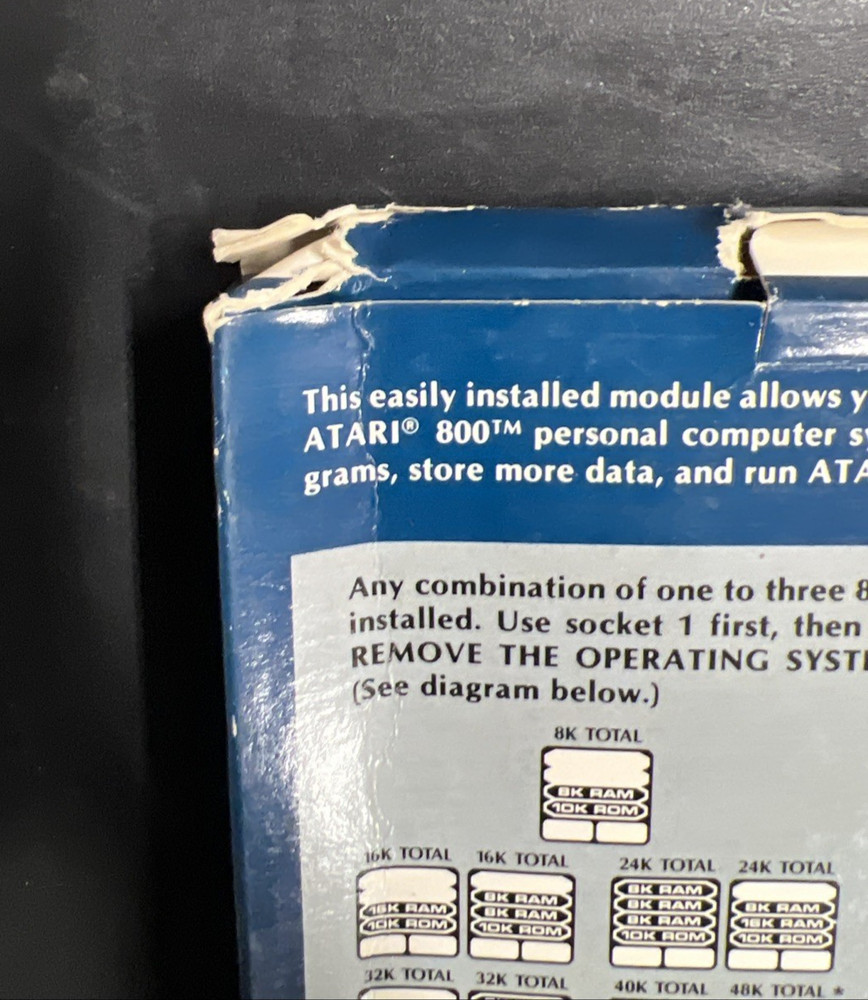 This easily installed module allows y
ATARI® 800™ personal computer s
grams, store more data, and run ATA
Any combination of one to three 8
installed. Use socket 1 first, then
REMOVE THE OPERATING SYSTE
(See diagram below.)
8K TOTAL
8K RAM
10K ROM
16K TOTAL 16K TOTAL 24K TOTAL 24K TOTAL
16K RAM
10K ROM
8K RAM
8K RAM
10K ROM
8K RAM
8K RAM
8K RAM
10K ROM
8K RAM
16K RAM
10K ROM
32K TOTAL 32K TOTAL 40K TOTAL 48K TOTAL *